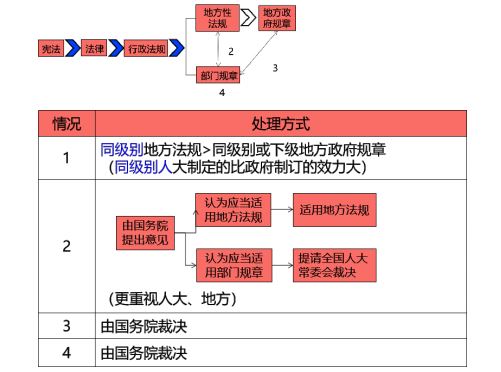 地方性
法规
地方政
府规章
宪法
法律
行政法规
2
3
部门规章
4
情况
处理方式
1
同级别地方法规>同级别或下级地方政府规章
（同级别人大制定的比政府制订的效力大）
2
由国务院
提出意见
认为应当适
用地方法规
适用地方法规
认为应当适
用部门规章
提请全国人大
常委会裁决
（更重视人大、地方）
3
由国务院裁决
4
由国务院裁决